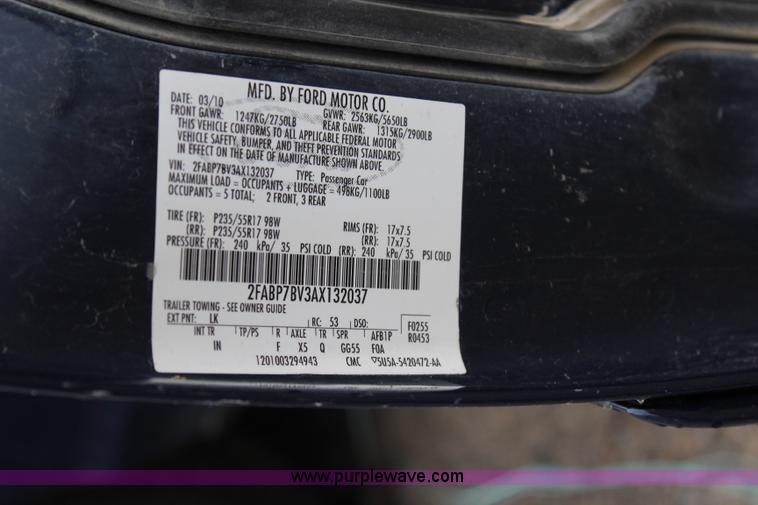 MFD. BY FORD MOTOR CO.
DATE: 03/10 GVWR: 2563KG/5650LB
FRONT GAWR: 1247KG/2750LB REAR GAWR: 1315KG/2900LB
THIS VEHICLE CONFORMS TO ALL APPLICABLE FEDERAL MOTOR
VEHICLE SAFETY, BUMPER, AND THEFT PREVENTION STANDARDS
IN EFFECT ON THE DATE OF MANUFACTURE SHOWN ABOVE.
VIN: 2FABP7BV3AX132037 TYPE: Passenger Car
MAXIMUM LOAD = OCCUPANTS + LUGGAGE = 498KG/1100LB
OCCUPANTS = 5 TOTAL; 2 FRONT, 3 REAR
TIRE (FR): P235/55R17 98W RIMS (FR): 17x7.5
(RR): P235/55R17 98W (RR): 17x7.5
PRESSURE (FR): 240 kPa/ 35 PSI COLD (RR): 240 kPa/ 35 PSI COLD
2FABP7BV3AX132037
TRAILER TOWING - SEE OWNER GUIDE
EXT PNT: LK RC: 53 DSO: F0255
INT TR TP/PS R AXLE TR SPR AFB1P R0453
IN F X5 Q GG55 FOA
1201003294943 CMC 5U5A-5420472-AA
www.purplewave.com